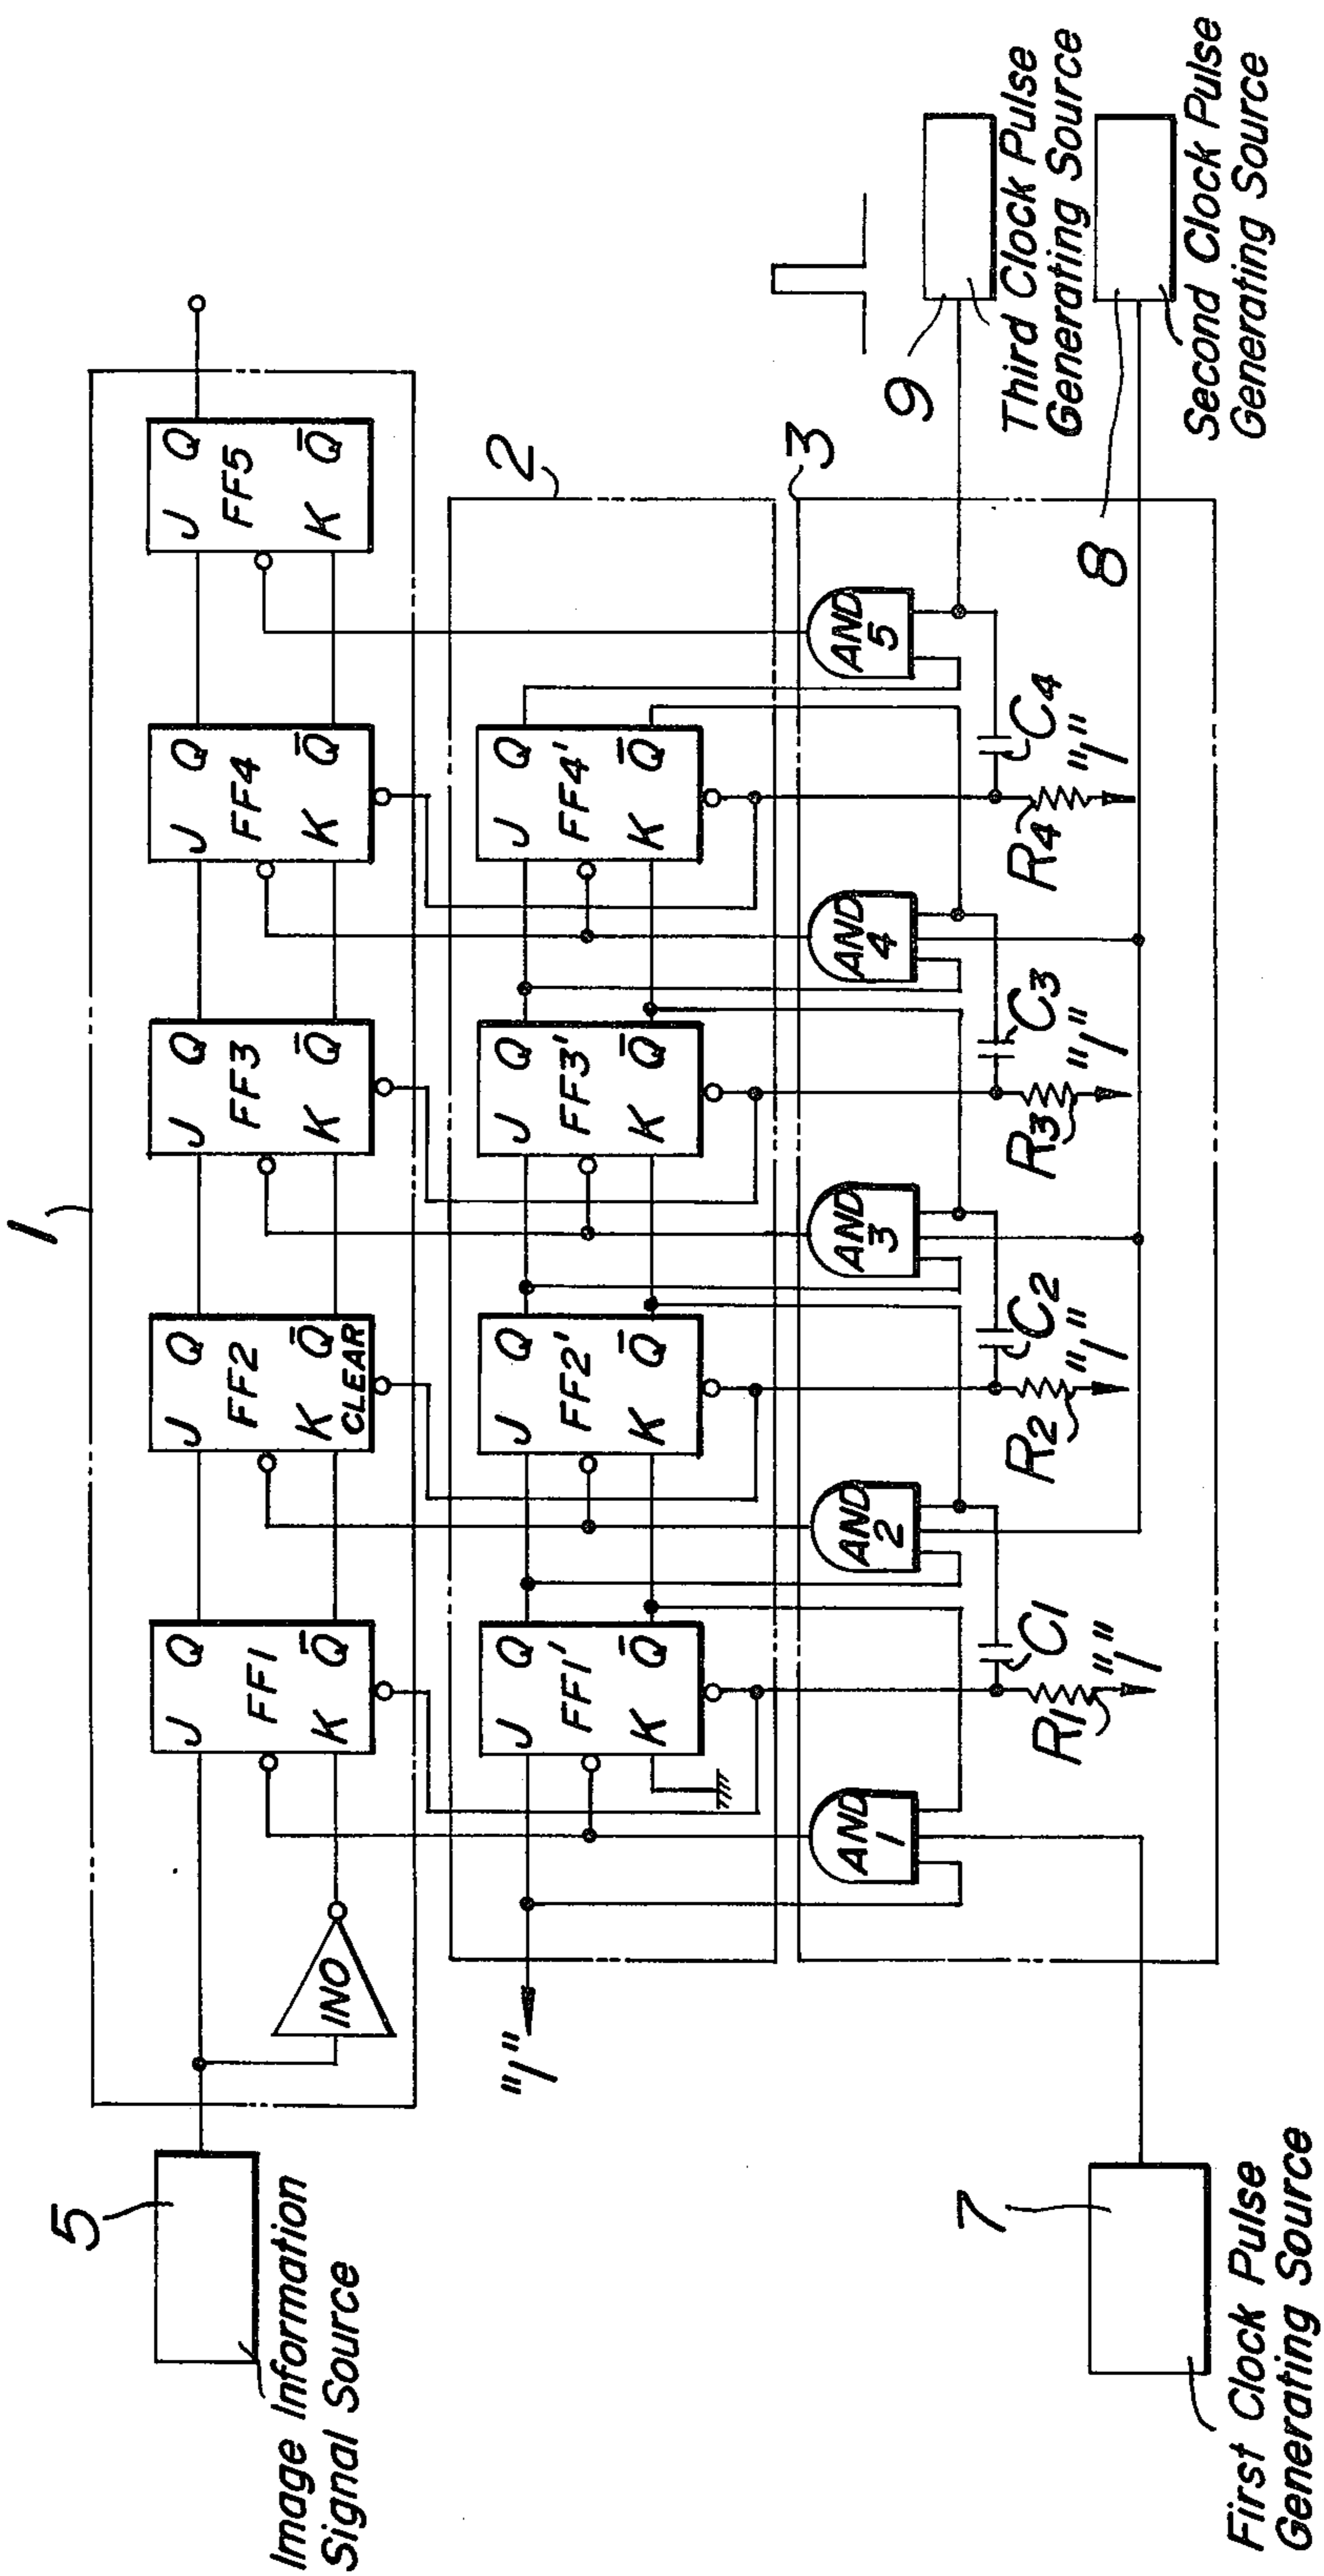 1
5
Image Information
Signal Source
INO
J Q
FF1
K Q̄
J Q
FF2
K Q̄
CLEAR
J Q
FF3
K Q̄
J Q
FF4
K Q̄
J Q
FF5
K Q̄
2
"1"
J Q
FF1'
K Q̄
J Q
FF2'
K Q̄
J Q
FF3'
K Q̄
J Q
FF4'
K Q̄
3
AND
1
AND
2
AND
3
AND
4
AND
5
R1
"1"
C1
R2
"1"
C2
R3
"1"
C3
R4
"1"
C4
7
First Clock Pulse
Generating Source
9
Third Clock Pulse
Generating Source
8
Second Clock Pulse
Generating Source